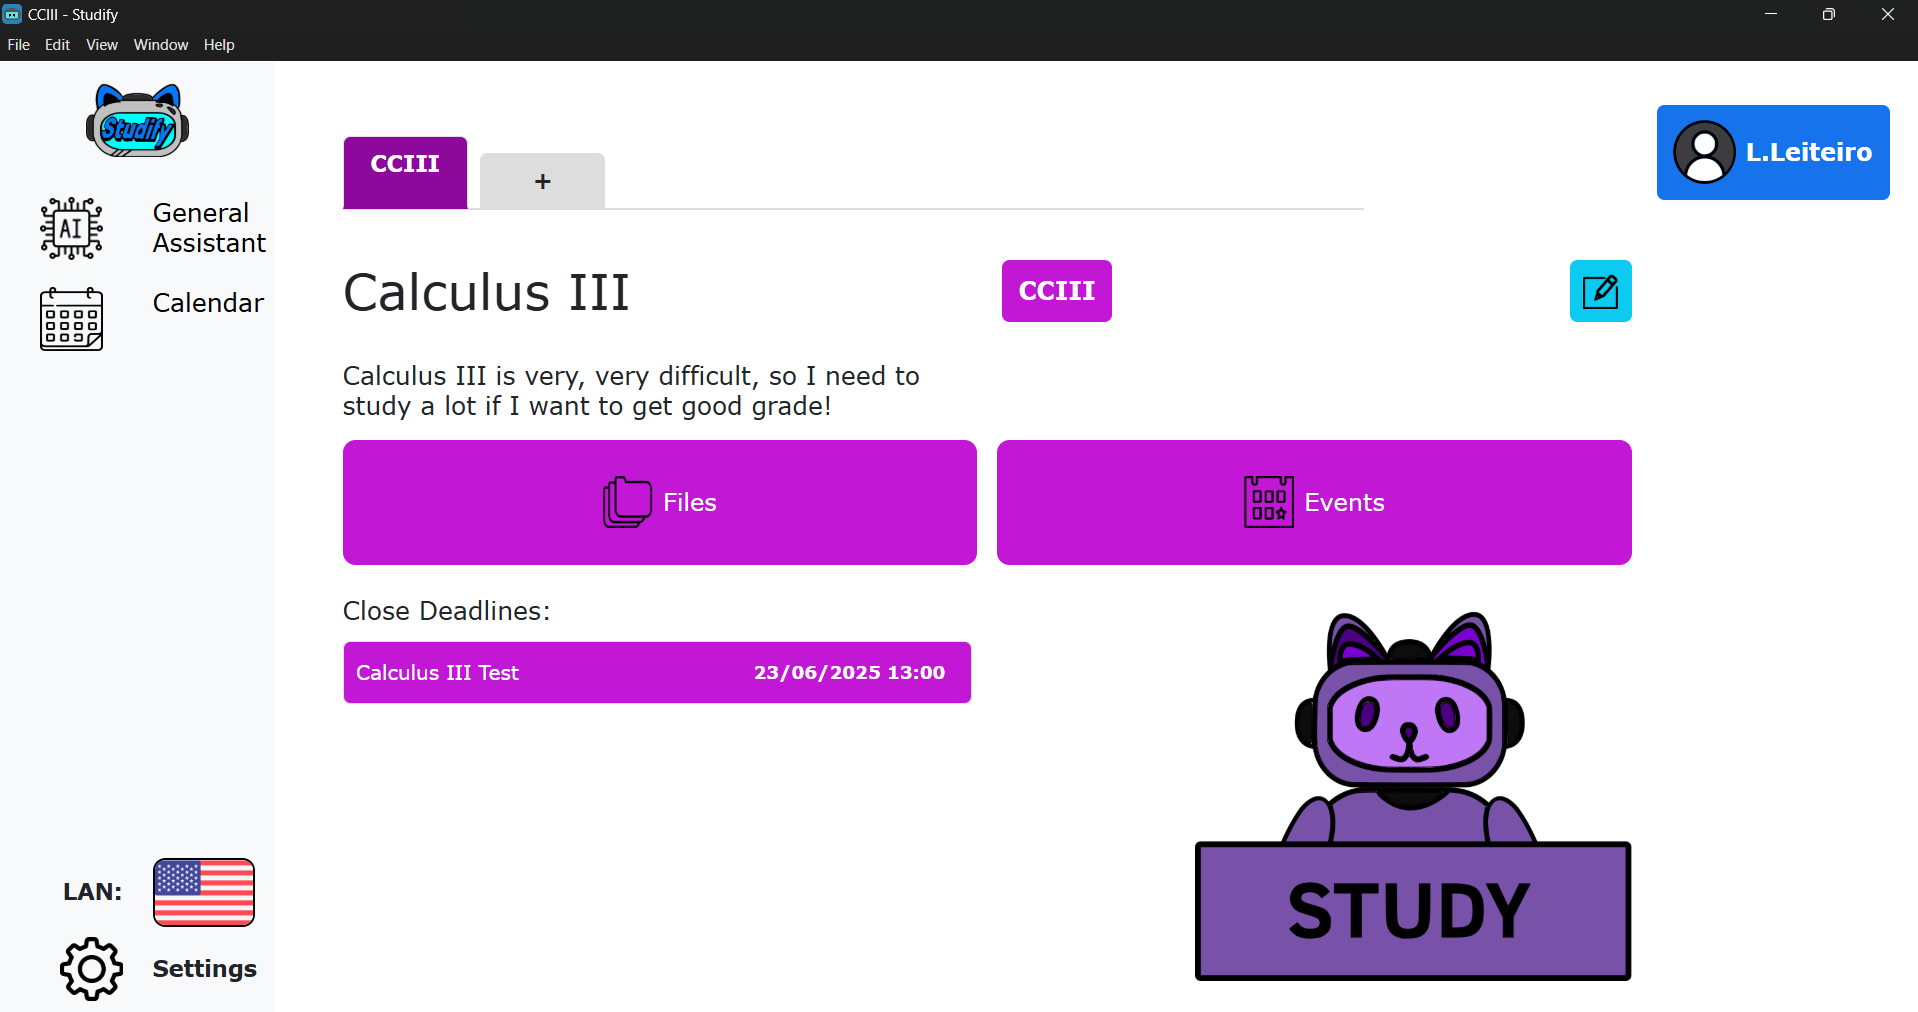 CCIII - Studify
File Edit View Window Help
Studify
AI
General
Assistant
Calendar
LAN:
Settings
CCIII
+
L.Leiteiro
Calculus III
CCIII
Calculus III is very, very difficult, so I need to
study a lot if I want to get good grade!
Files
Events
Close Deadlines:
Calculus III Test 23/06/2025 13:00
STUDY